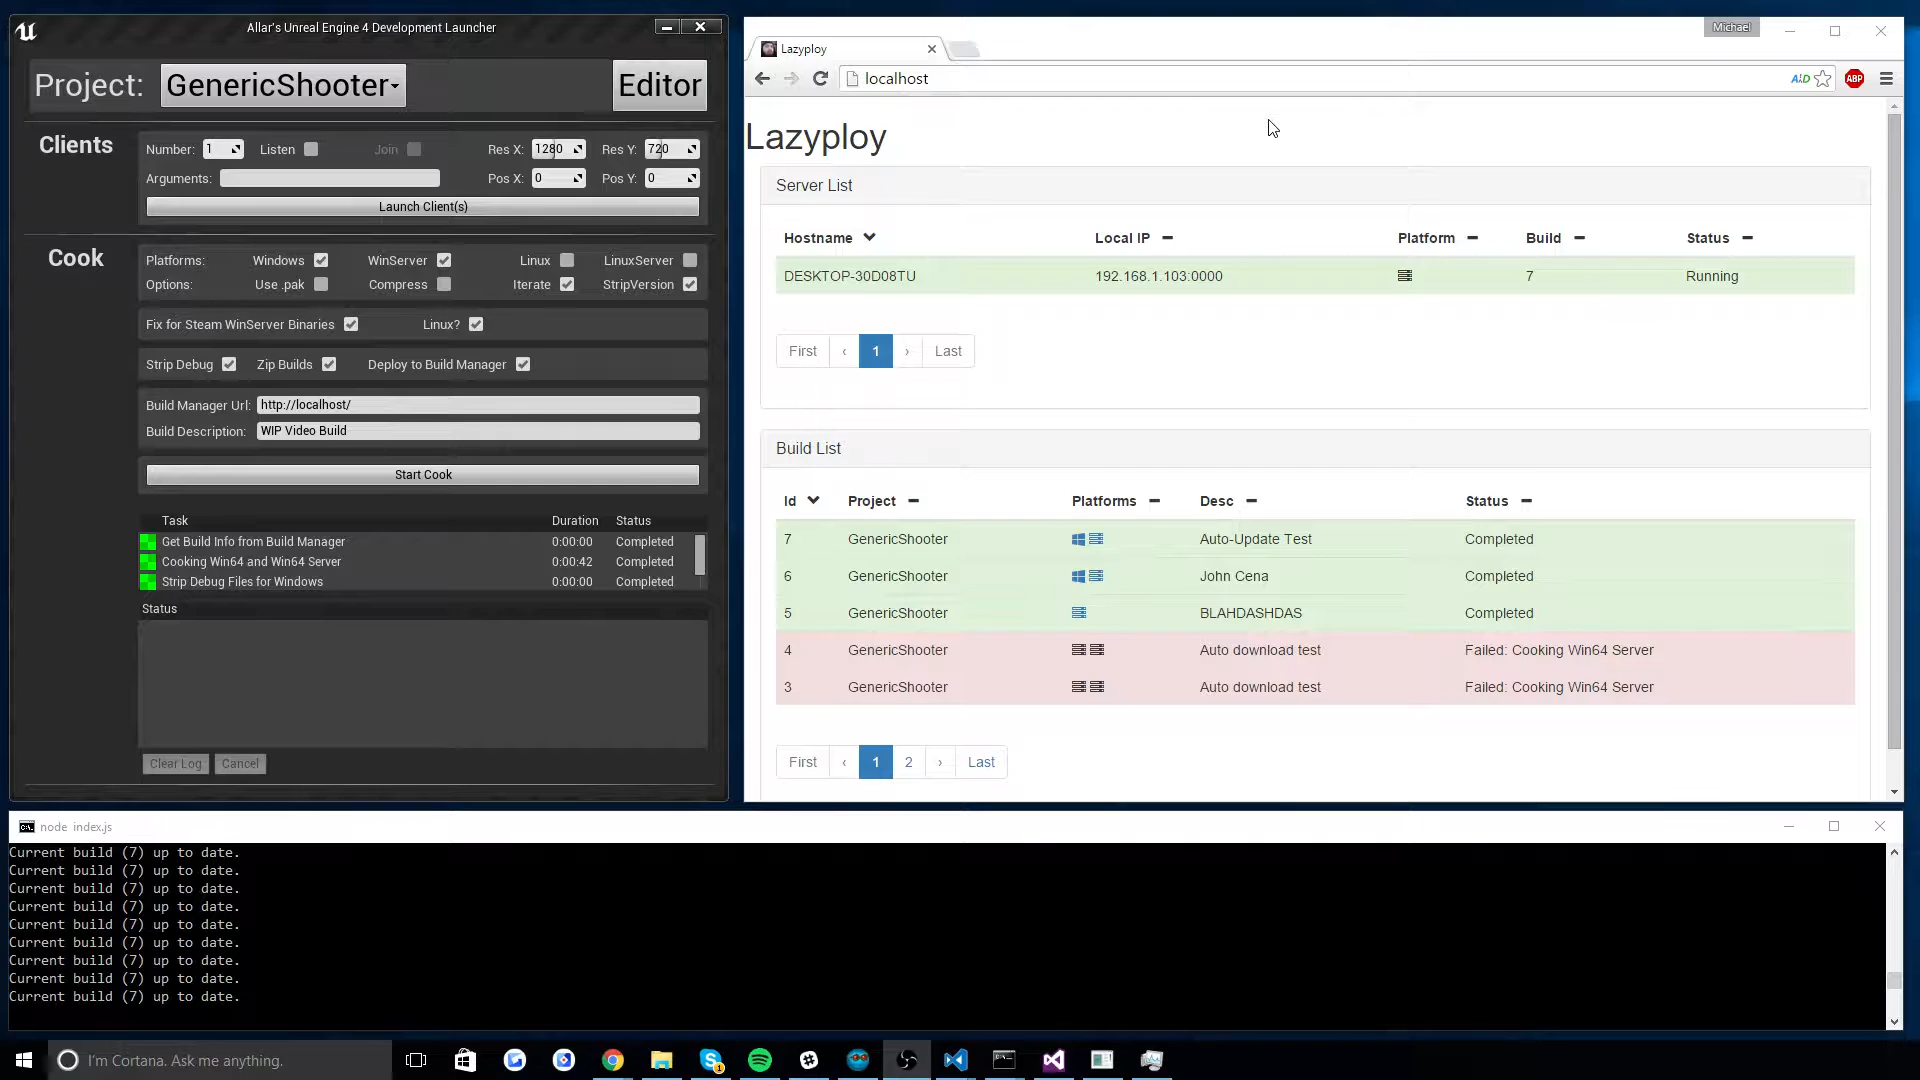 Allar's Unreal Engine 4 Development Launcher
Project: GenericShooter Editor
Clients
Number: 1 Listen Join Res X: 1280 Res Y: 720
Arguments: Pos X: 0 Pos Y: 0
Launch Client(s)
Cook
Platforms: Windows WinServer Linux LinuxServer
Options: Use .pak Compress Iterate StripVersion
Fix for Steam WinServer Binaries Linux?
Strip Debug Zip Builds Deploy to Build Manager
Build Manager Url: http://localhost/
Build Description: WIP Video Build
Start Cook
Task Duration Status
Get Build Info from Build Manager 0:00:00 Completed
Cooking Win64 and Win64 Server 0:00:42 Completed
Strip Debug Files for Windows 0:00:00 Completed
Status
Clear Log Cancel
Michael
Lazyploy
localhost
ABP
Lazyploy
Server List
Hostname Local IP Platform Build Status
DESKTOP-30D08TU 192.168.1.103:0000 7 Running
First ‹ 1 › Last
Build List
Id Project Platforms Desc Status
7 GenericShooter Auto-Update Test Completed
6 GenericShooter John Cena Completed
5 GenericShooter BLAHDASHDAS Completed
4 GenericShooter Auto download test Failed: Cooking Win64 Server
3 GenericShooter Auto download test Failed: Cooking Win64 Server
First ‹ 1 2 › Last
node index.js
Current build (7) up to date.
Current build (7) up to date.
Current build (7) up to date.
Current build (7) up to date.
Current build (7) up to date.
Current build (7) up to date.
Current build (7) up to date.
Current build (7) up to date.
Current build (7) up to date.
I'm Cortana. Ask me anything.